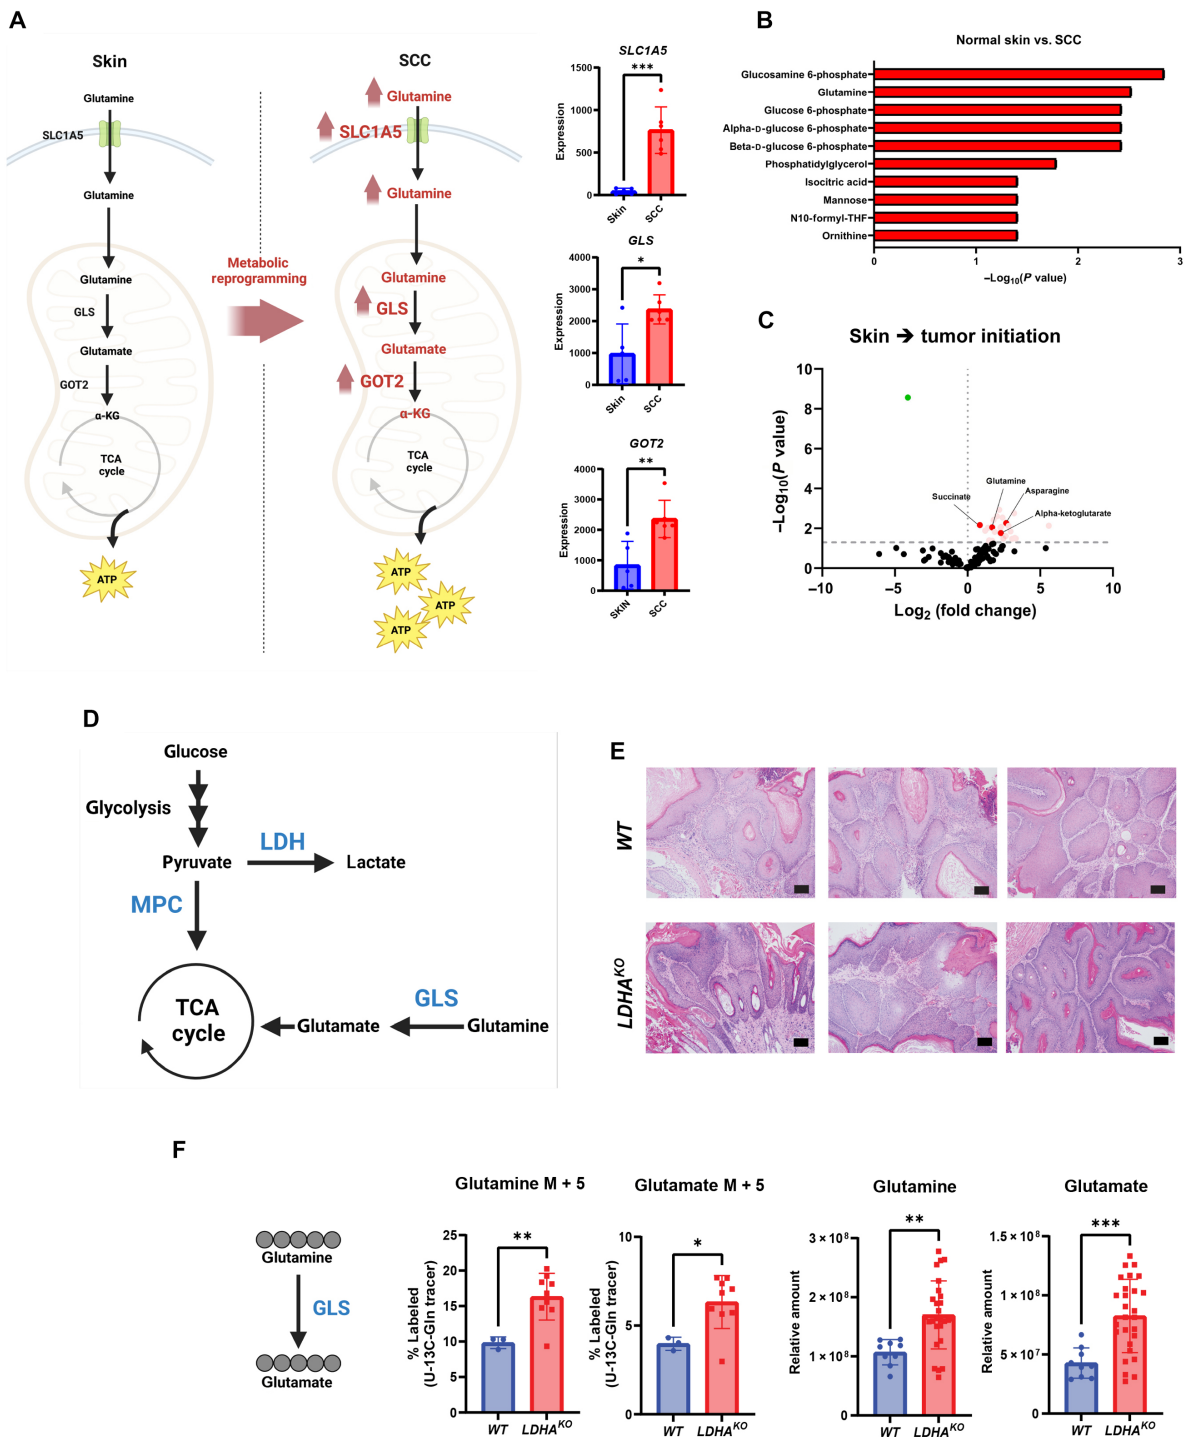 A
Skin
SCC
Glutamine
SLC1A5
Glutamine
Glutamine
GLS
Glutamate
GOT2
α-KG
TCA
cycle
ATP
Metabolic
reprogramming
Glutamine
SLC1A5
Glutamine
Glutamine
GLS
Glutamate
GOT2
α-KG
TCA
cycle
ATP
ATP
ATP
SLC1A5
***
Expression
1500
1000
500
0
Skin
SCC
GLS
*
Expression
4000
3000
2000
1000
0
Skin
SCC
GOT2
**
Expression
4000
3000
2000
1000
0
SKIN
SCC
B
Normal skin vs. SCC
Glucosamine 6-phosphate
Glutamine
Glucose 6-phosphate
Alpha-D-glucose 6-phosphate
Beta-D-glucose 6-phosphate
Phosphatidylglycerol
Isocitric acid
Mannose
N10-formyl-THF
Ornithine
0 1 2 3
−Log10(P value)
C
Skin ➔ tumor initiation
−Log10(P value)
10
8
6
4
2
0
Glutamine
Succinate
Asparagine
Alpha-ketoglutarate
−10 −5 0 5 10
Log2 (fold change)
D
Glucose
Glycolysis
LDH
Pyruvate
Lactate
MPC
TCA
cycle
GLS
Glutamate
Glutamine
E
WT
LDHAKO
F
Glutamine
GLS
Glutamate
Glutamine M + 5
**
% Labeled
(U-13C-Gln tracer)
25
20
15
10
5
0
WT LDHAKO
Glutamate M + 5
*
% Labeled
(U-13C-Gln tracer)
10
5
0
WT LDHAKO
Glutamine
**
Relative amount
3 × 10⁸
2 × 10⁸
1 × 10⁸
0
WT LDHAKO
Glutamate
***
Relative amount
1.5 × 10⁸
1 × 10⁸
5 × 10⁷
0
WT LDHAKO